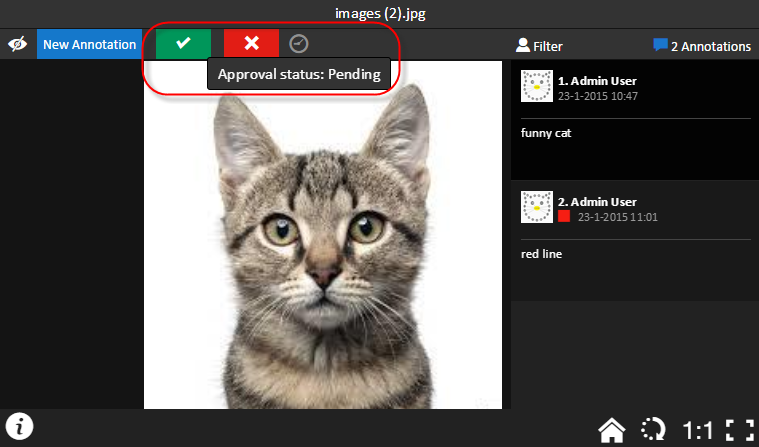 images (2).jpg
New Annotation
Filter
2 Annotations
Approval status: Pending
1. Admin User
23-1-2015 10:47
funny cat
2. Admin User
23-1-2015 11:01
red line
i
1:1